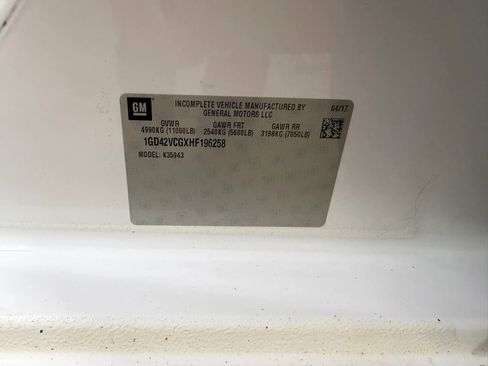 GM
INCOMPLETE VEHICLE MANUFACTURED BY
GENERAL MOTORS LLC
04/17
GVWR GAWR FRT GAWR RR
4990KG (11000LB) 2540KG (5600LB) 3198KG (7050LB)
1GD42VCGXHF196258
MODEL: K35943